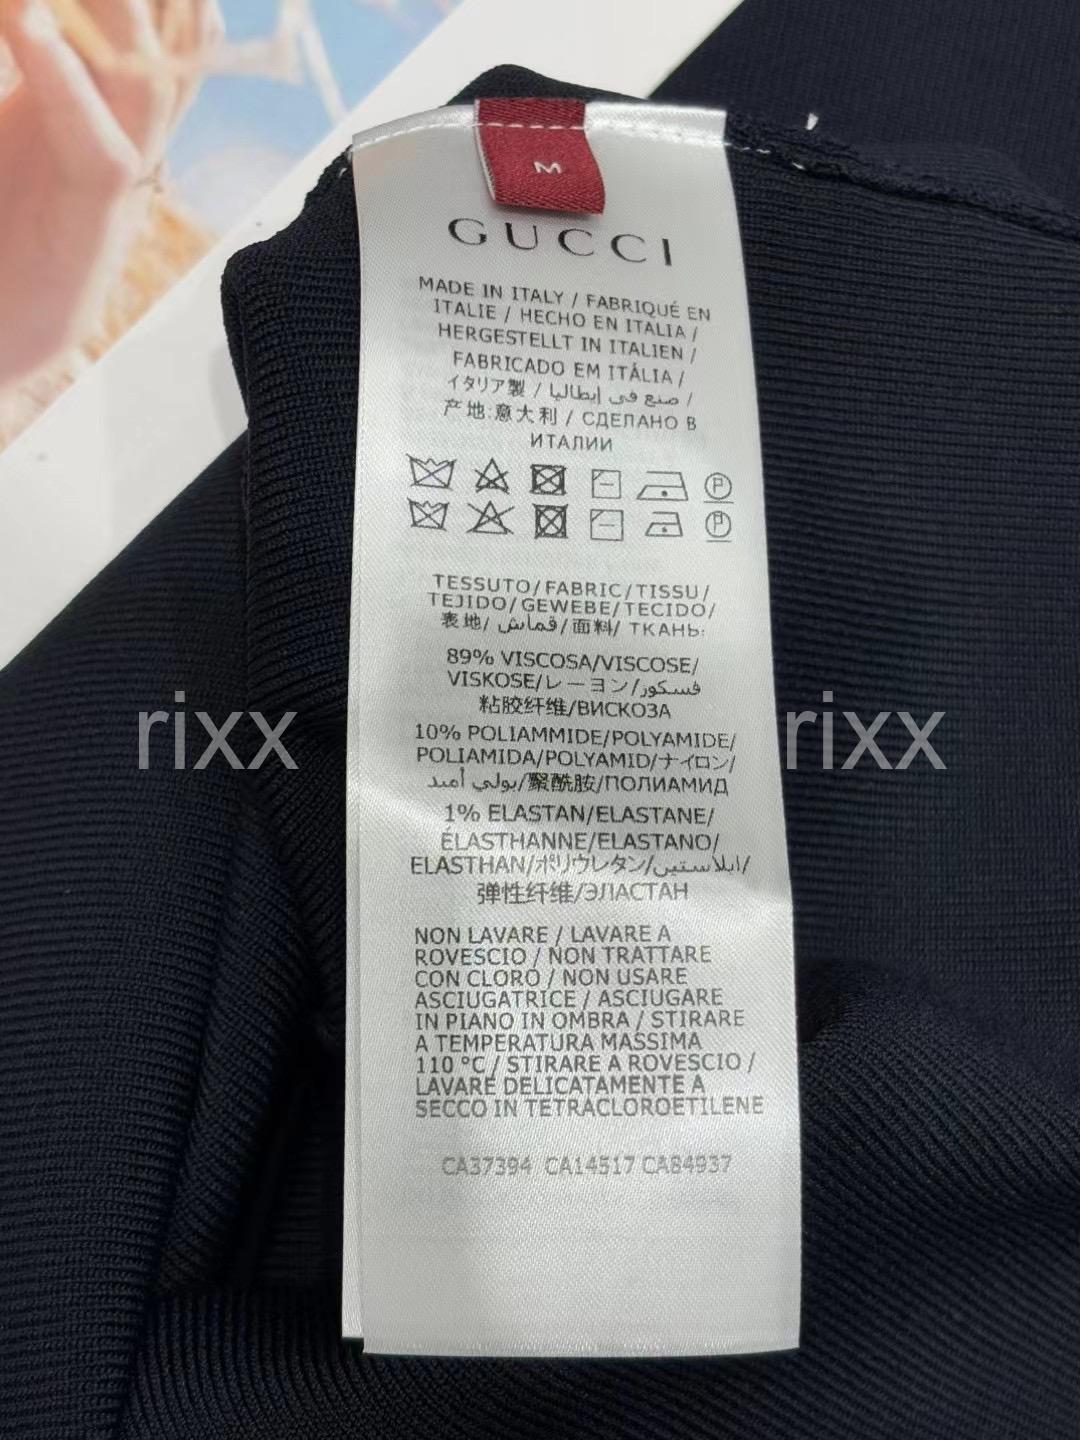 M
GUCCI
MADE IN ITALY / FABRIQUÉ EN
ITALIE / HECHO EN ITALIA /
HERGESTELLT IN ITALIEN /
FABRICADO EM ITÁLIA /
イタリア製 / صنع في إيطاليا /
产地:意大利 / СДЕЛАНО В
ИТАЛИИ
P
P
TESSUTO/FABRIC/TISSU/
TEJIDO/GEWEBE/TECIDO/
表地/ قماش/面料/ ТКАНЬ:
89% VISCOSA/VISCOSE/
VISKOSE/レーヨン/فسكوز/
粘胶纤维/ВИСКОЗА
rixx
rixx
10% POLIAMMIDE/POLYAMIDE/
POLIAMIDA/POLYAMID/ナイロン/
بولي أميد/聚酰胺/ПОЛИАМИД
1% ELASTAN/ELASTANE/
ÉLASTHANNE/ELASTANO/
ELASTHAN/ポリウレタン/إيلاستين/
弹性纤维/ЭЛАСТАН
NON LAVARE / LAVARE A
ROVESCIO / NON TRATTARE
CON CLORO / NON USARE
ASCIUGATRICE / ASCIUGARE
IN PIANO IN OMBRA / STIRARE
A TEMPERATURA MASSIMA
110 °C / STIRARE A ROVESCIO /
LAVARE DELICATAMENTE A
SECCO IN TETRACLOROETILENE
CA37394 CA14517 CA84937